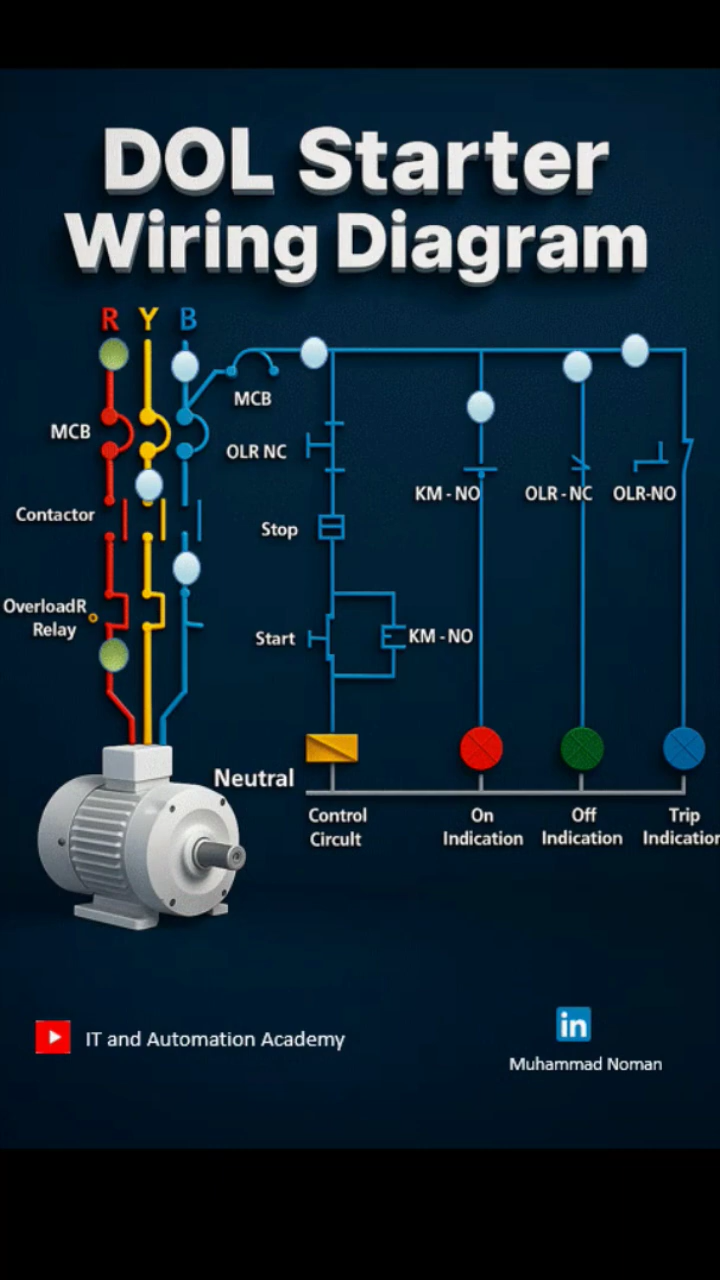 DOL Starter
Wiring Diagram
R Y B
MCB
MCB
OLR NC
KM - NO
OLR - NC
OLR-NO
Contactor
Stop
OverloadR
Relay
Start
KM - NO
Neutral
Control
Circult
On
Indication
Off
Indication
Trip
Indication
IT and Automation Academy
in
Muhammad Noman